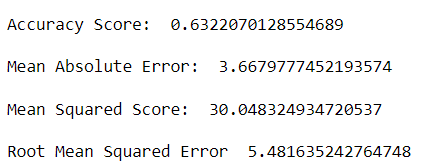 Accuracy Score:  0.6322070128554689
Mean Absolute Error:  3.6679777452193574
Mean Squared Score:  30.048324934720537
Root Mean Squared Error  5.481635242764748